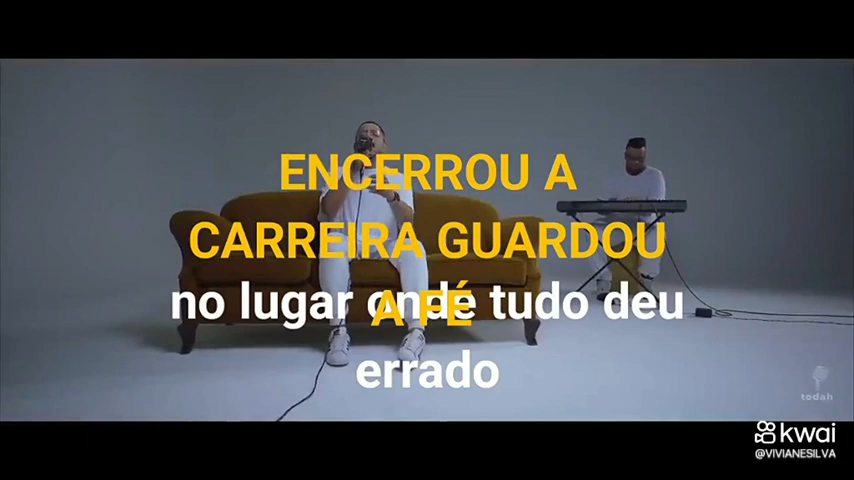 ENCERROU A
CARREIRA GUARDOU
A FÉ
no lugar onde tudo deu
errado
todah
kwai
@VIVIANESILVA